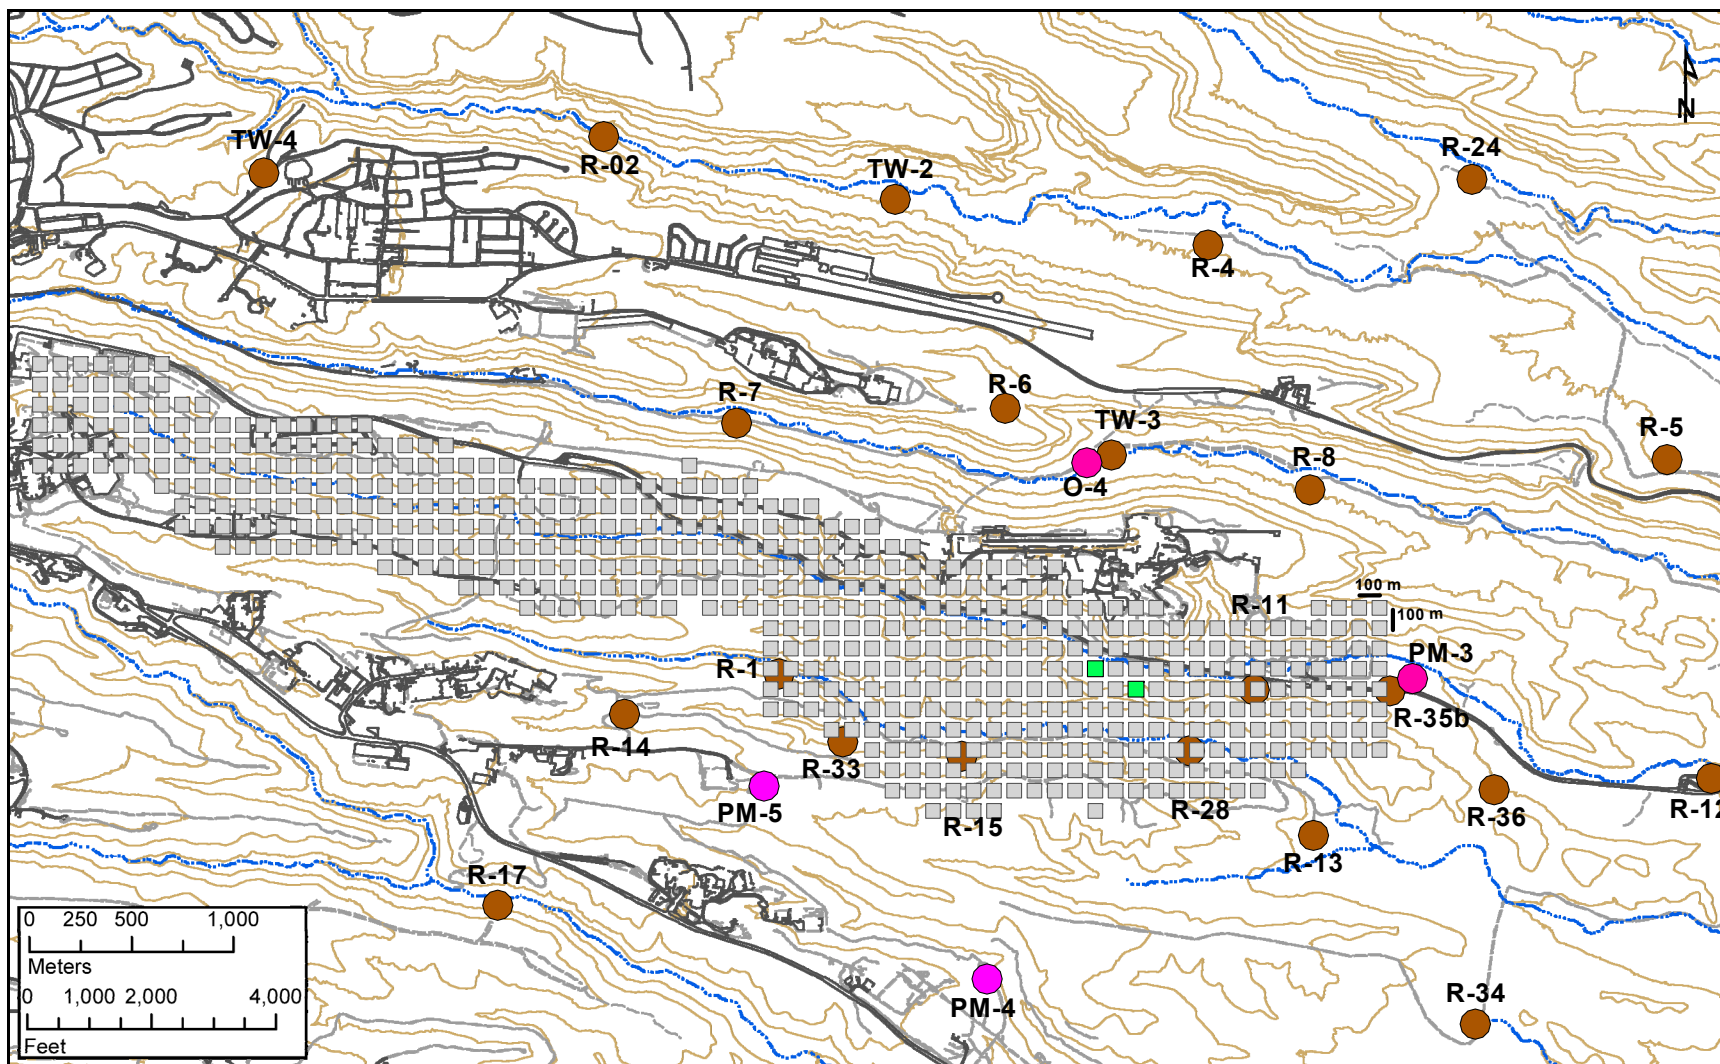 N
TW-4
R-02
TW-2
R-24
R-4
R-7
R-6
TW-3
O-4
R-8
R-5
100 m
100 m
R-11
R-1
PM-3
R-35b
R-14
R-33
PM-5
R-15
R-28
R-36
R-12
R-13
R-17
PM-4
R-34
0 250 500 1,000
Meters
0 1,000 2,000 4,000
Feet